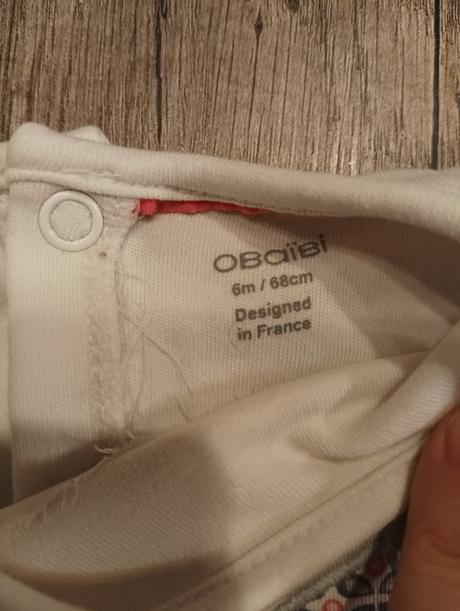 OBaïBi
6m / 68cm
Designed
in France